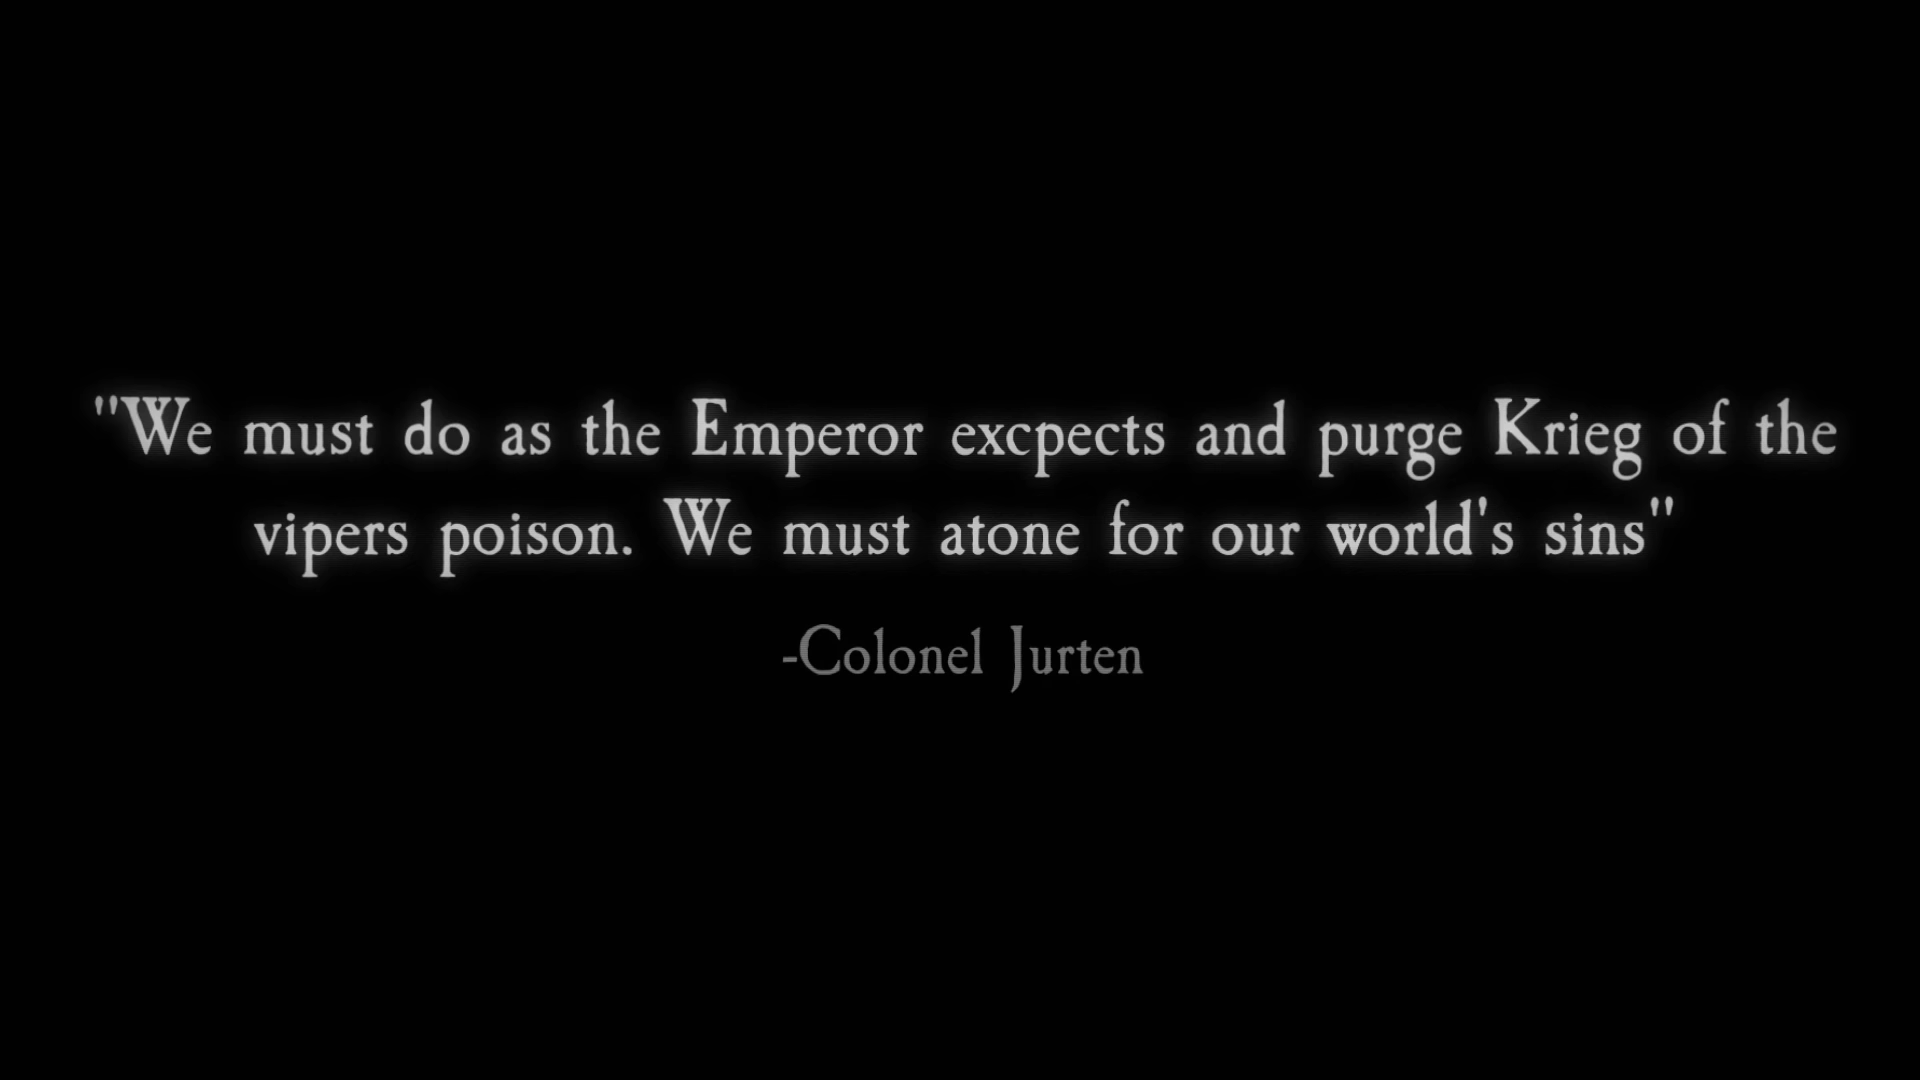 "We must do as the Emperor excpects and purge Krieg of the
vipers poison. We must atone for our world's sins"
-Colonel Jurten